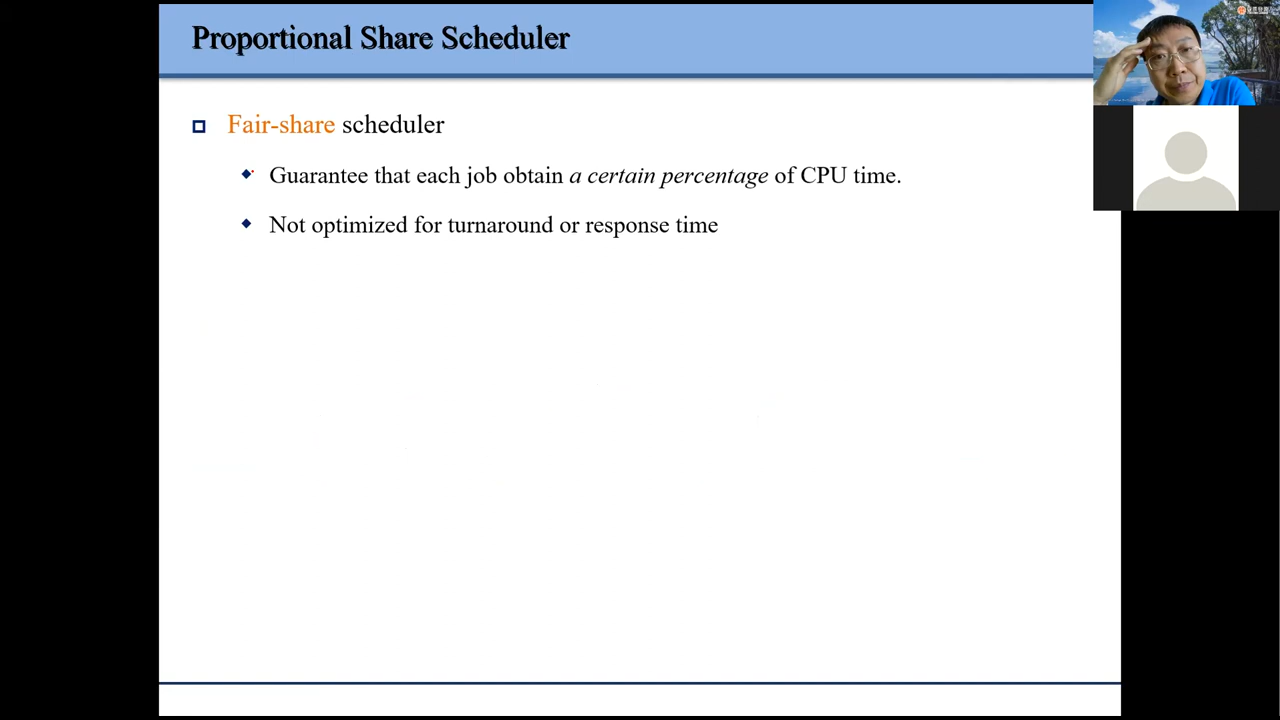 Proportional Share Scheduler
Fair-share scheduler
Guarantee that each job obtain a certain percentage of CPU time.
Not optimized for turnaround or response time